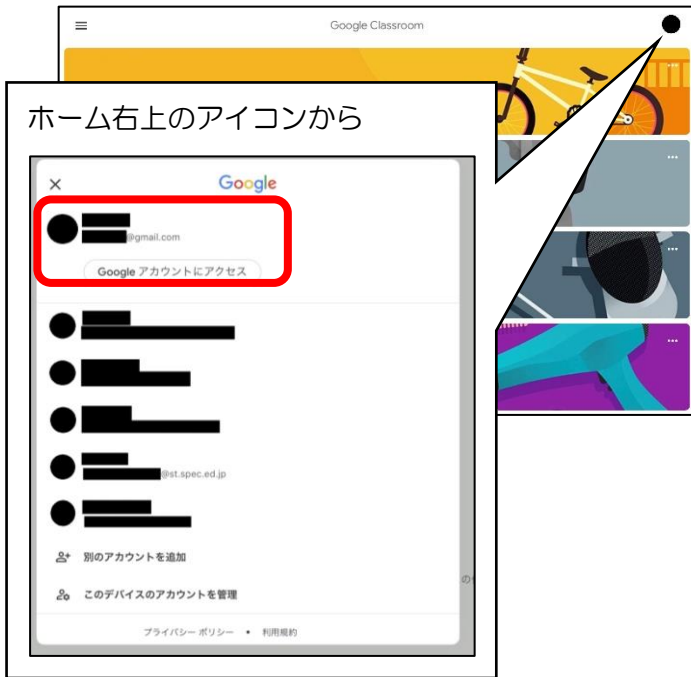 Google Classroom
ホーム右上のアイコンから
Google
@gmail.com
Google アカウントにアクセス
@st.spec.ed.jp
別のアカウントを追加
このデバイスのアカウントを管理
プライバシー ポリシー • 利用規約